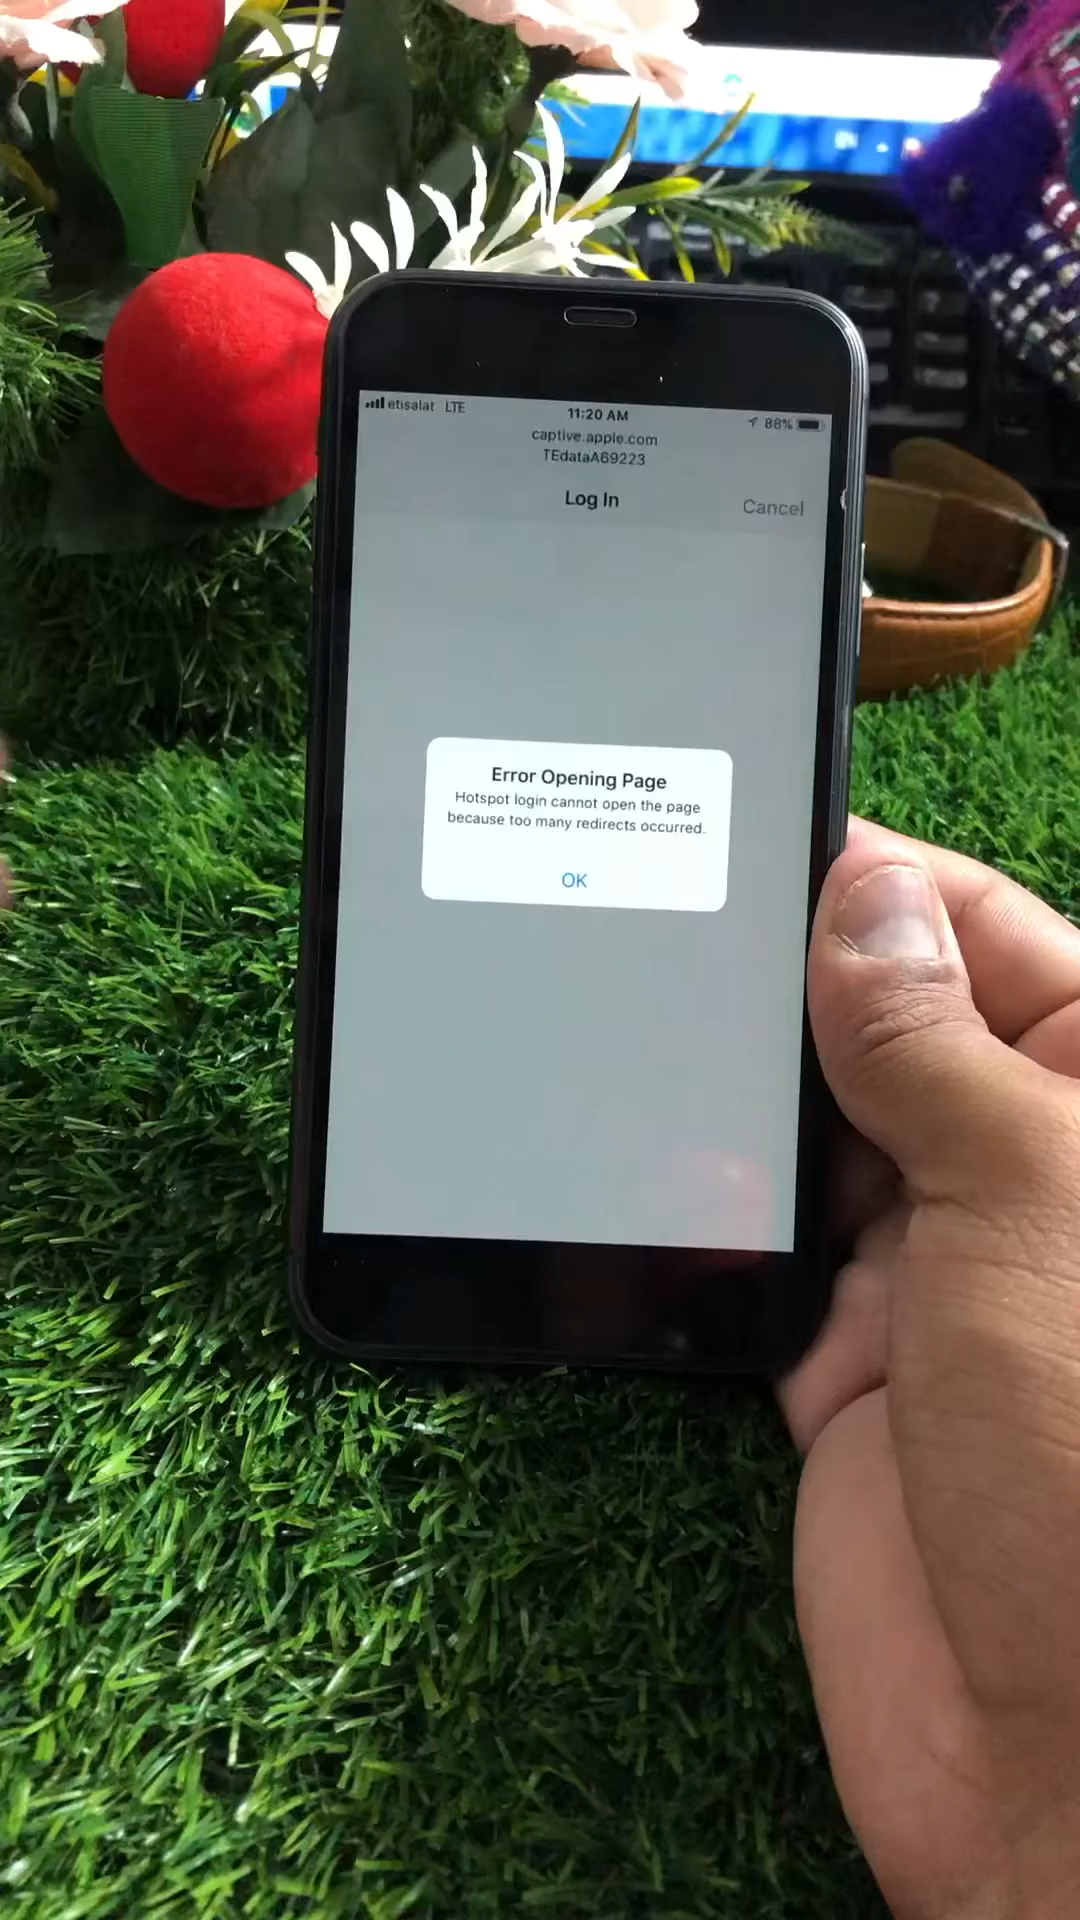 etisalat LTE 11:20 AM 88%
captive.apple.com
TEdataA69223
Log In Cancel
Error Opening Page
Hotspot login cannot open the page
because too many redirects occurred.
OK